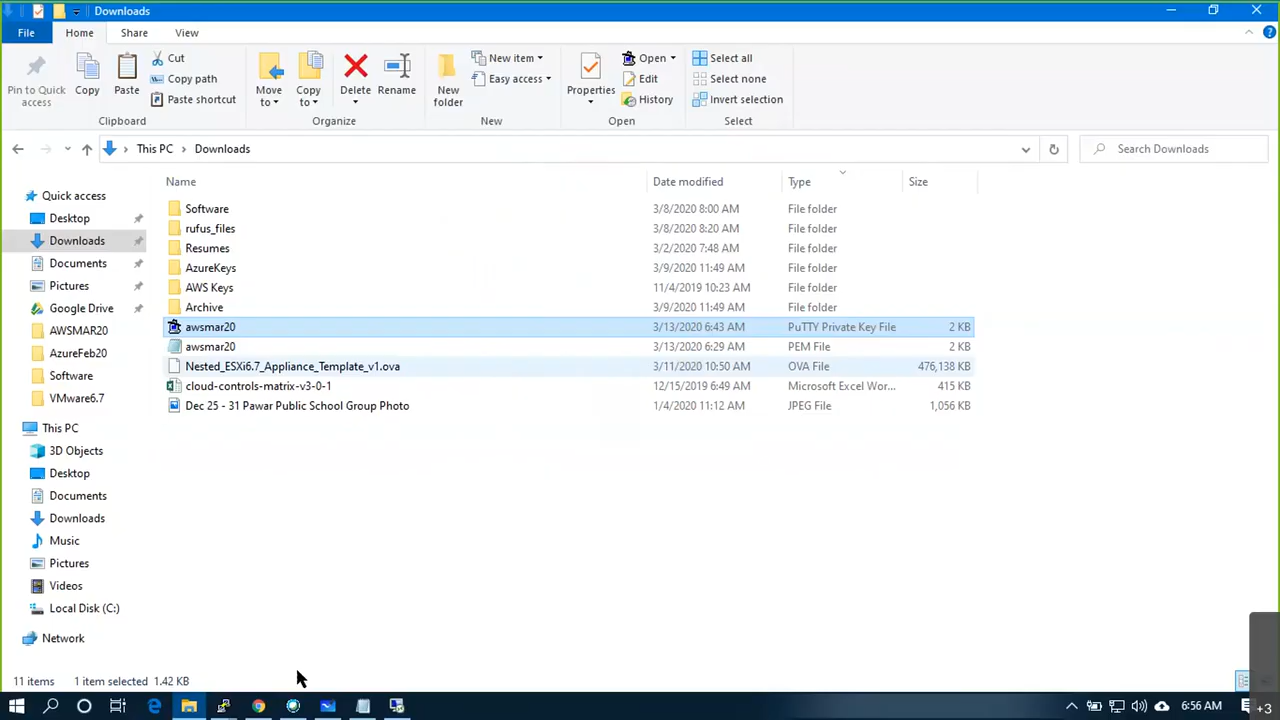 Downloads
File Home Share View
Pin to Quick access
Copy
Paste
Cut
Copy path
Paste shortcut
Clipboard
Move to
Copy to
Delete
Rename
Organize
New folder
New item
Easy access
New
Properties
Open
Edit
History
Open
Select all
Select none
Invert selection
Select
This PC > Downloads
Search Downloads
Name Date modified Type Size
Software 3/8/2020 8:00 AM File folder
rufus_files 3/8/2020 8:20 AM File folder
Resumes 3/2/2020 7:48 AM File folder
AzureKeys 3/9/2020 11:49 AM File folder
AWS Keys 11/4/2019 10:23 AM File folder
Archive 3/9/2020 11:49 AM File folder
awsmar20 3/13/2020 6:43 AM PuTTY Private Key File 2 KB
awsmar20 3/13/2020 6:29 AM PEM File 2 KB
Nested_ESXi6.7_Appliance_Template_v1.ova 3/11/2020 10:50 AM OVA File 476,138 KB
cloud-controls-matrix-v3-0-1 12/15/2019 6:49 AM Microsoft Excel Wor... 415 KB
Dec 25 - 31 Pawar Public School Group Photo 1/4/2020 11:12 AM JPEG File 1,056 KB
Quick access
Desktop
Downloads
Documents
Pictures
Google Drive
AWSMAR20
AzureFeb20
Software
VMware6.7
This PC
3D Objects
Desktop
Documents
Downloads
Music
Pictures
Videos
Local Disk (C:)
Network
11 items 1 item selected 1.42 KB
6:56 AM
+3